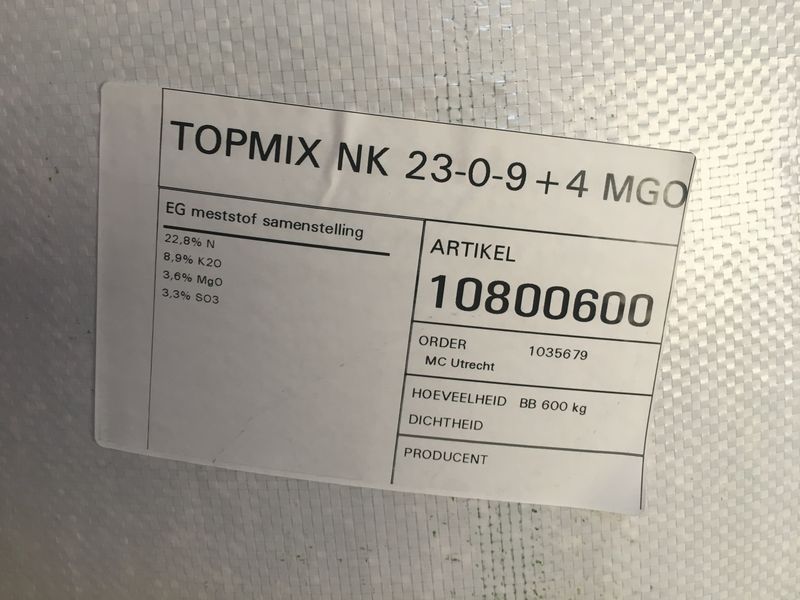 TOPMIX NK 23-0-9+4 MGO
EG meststof samenstelling
22,8% N
8,9% K2O
3,6% MgO
3,3% SO3
ARTIKEL
10800600
ORDER 1035679
MC Utrecht
HOEVEELHEID BB 600 kg
DICHTHEID
PRODUCENT